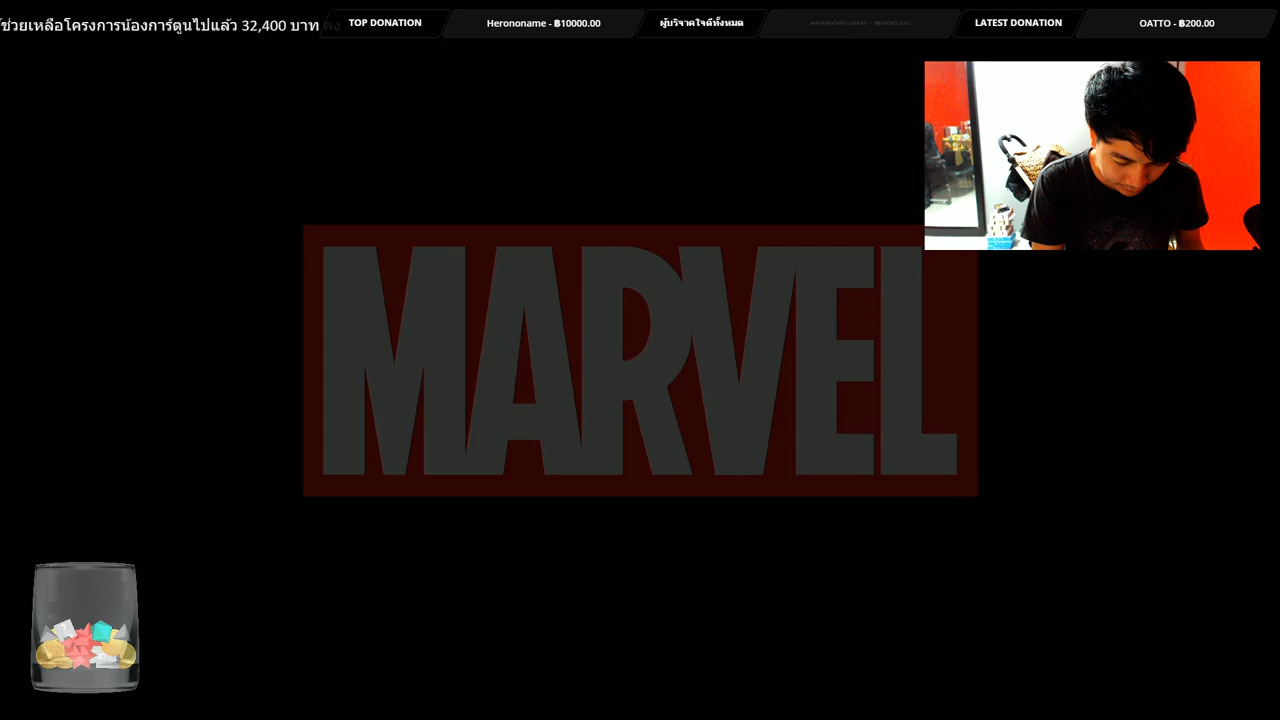 ช่วยเหลือโครงการน้องการ์ตูนไปแล้ว 32,400 บาท
TOP DONATION
Herononame - ฿10000.00
ผู้บริจาคใจดีทั้งหมด
LATEST DONATION
OATTO - ฿200.00
MARVEL